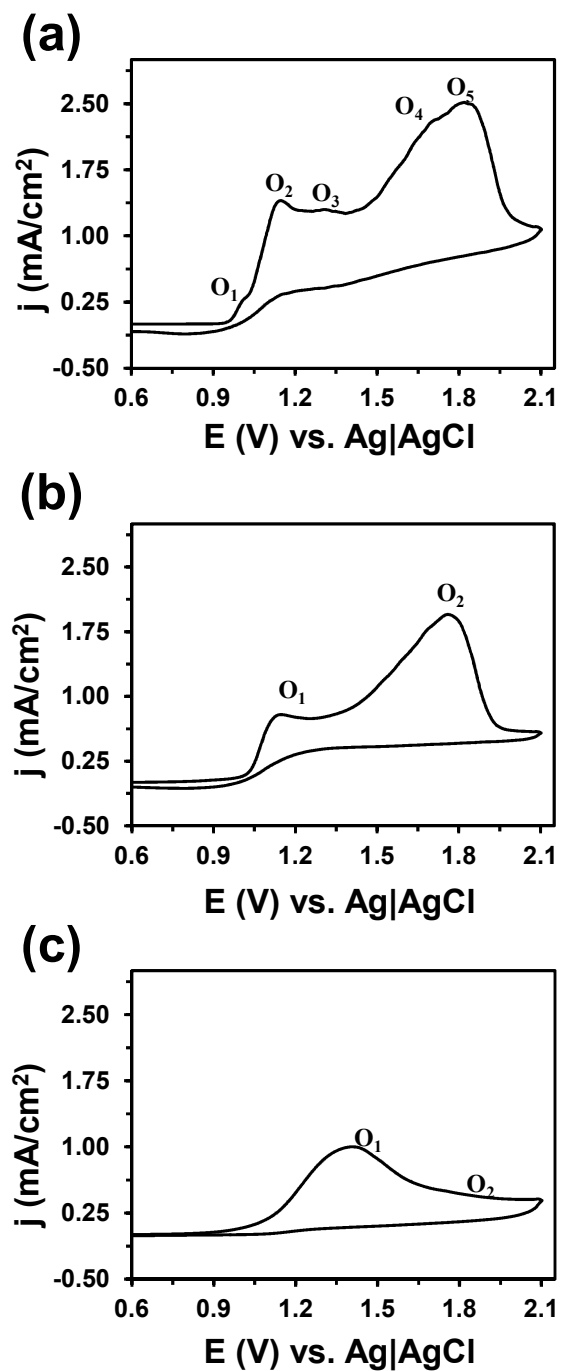 (a)
O₁
O₂
O₃
O₄
O₅
2.50
1.75
1.00
0.25
-0.50
j (mA/cm²)
0.6 0.9 1.2 1.5 1.8 2.1
E (V) vs. Ag|AgCl
(b)
O₁
O₂
2.50
1.75
1.00
0.25
-0.50
j (mA/cm²)
0.6 0.9 1.2 1.5 1.8 2.1
E (V) vs. Ag|AgCl
(c)
O₁
O₂
2.50
1.75
1.00
0.25
-0.50
j (mA/cm²)
0.6 0.9 1.2 1.5 1.8 2.1
E (V) vs. Ag|AgCl